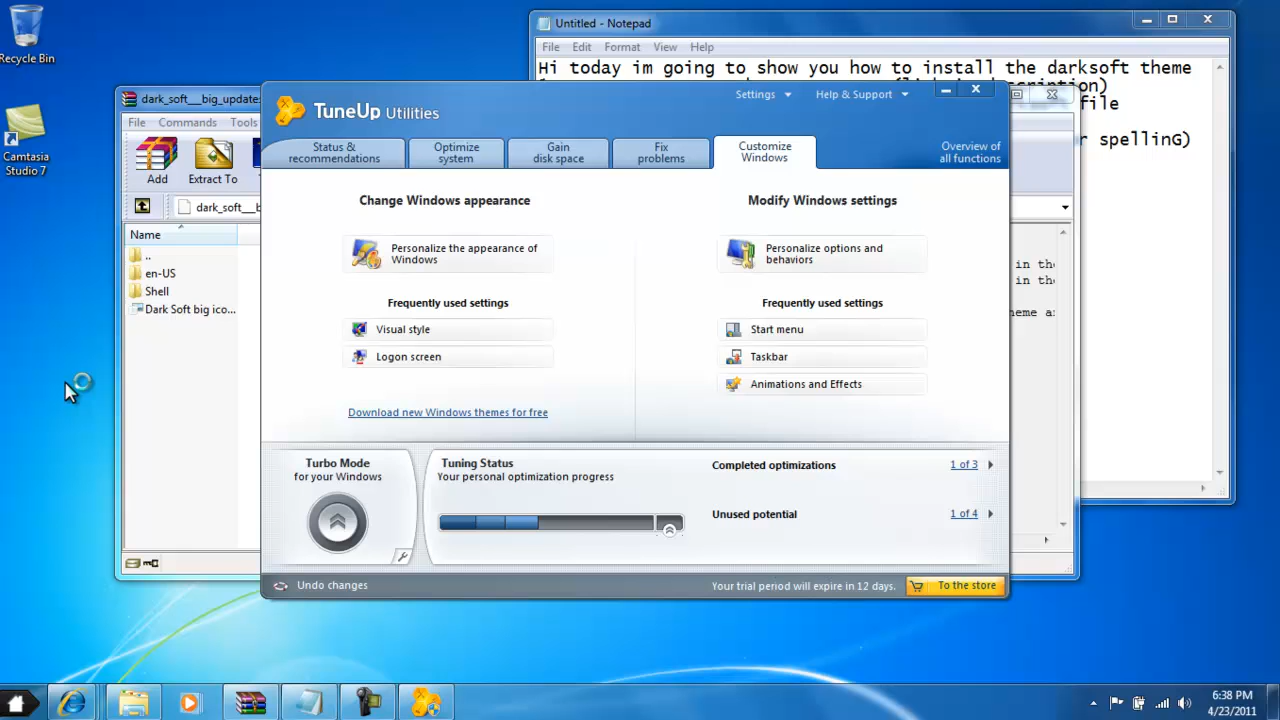 Recycle Bin
Camtasia
Studio 7
Untitled - Notepad
File Edit Format View Help
Hi today im going to show you how to install the darksoft theme
file
r spellinG)
dark_soft__big_update
File Commands Tools
Add Extract To
dark_soft__b
Name
..
en-US
Shell
Dark Soft big ico...
in the
in the
TuneUp Utilities
Settings Help & Support
Status &
recommendations
Optimize
system
Gain
disk space
Fix
problems
Customize
Windows
Overview of
all functions
Change Windows appearance
Personalize the appearance of
Windows
Frequently used settings
Visual style
Logon screen
Download new Windows themes for free
Modify Windows settings
Personalize options and
behaviors
Frequently used settings
Start menu
Taskbar
Animations and Effects
Turbo Mode
for your Windows
Tuning Status
Your personal optimization progress
Completed optimizations 1 of 3
Unused potential 1 of 4
Undo changes
Your trial period will expire in 12 days. To the store
6:38 PM
4/23/2011